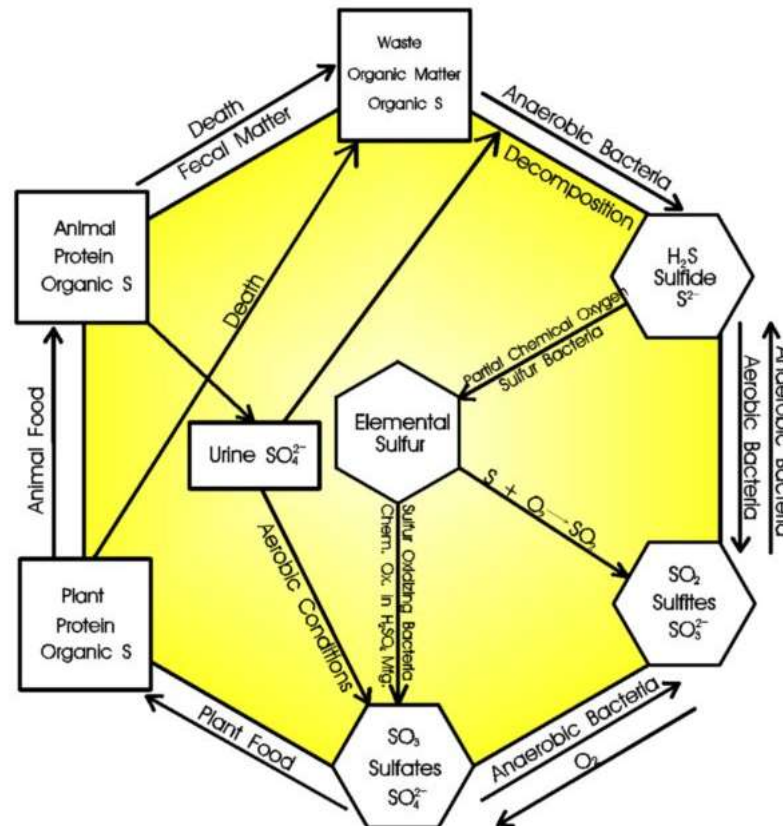 Waste
Organic Matter
Organic S
Death
Fecal Matter
Anaerobic Bacteria
Decomposition
Animal
Protein
Organic S
H₂S
Sulfide
S²⁻
Death
Partial Chemical Oxygen
Sulfur Bacteria
Aerobic Bacteria
Anaerobic Bacteria
Animal Food
Urine SO₄²⁻
Elemental
Sulfur
S + O₂ → SO₂
Aerobic Conditions
Sulfur Oxidizing Bacteria
Chem. Ox. in H₂SO₄ Mfg.
Plant
Protein
Organic S
SO₂
Sulfites
SO₃²⁻
Plant Food
SO₃
Sulfates
SO₄²⁻
Anaerobic Bacteria
O₂